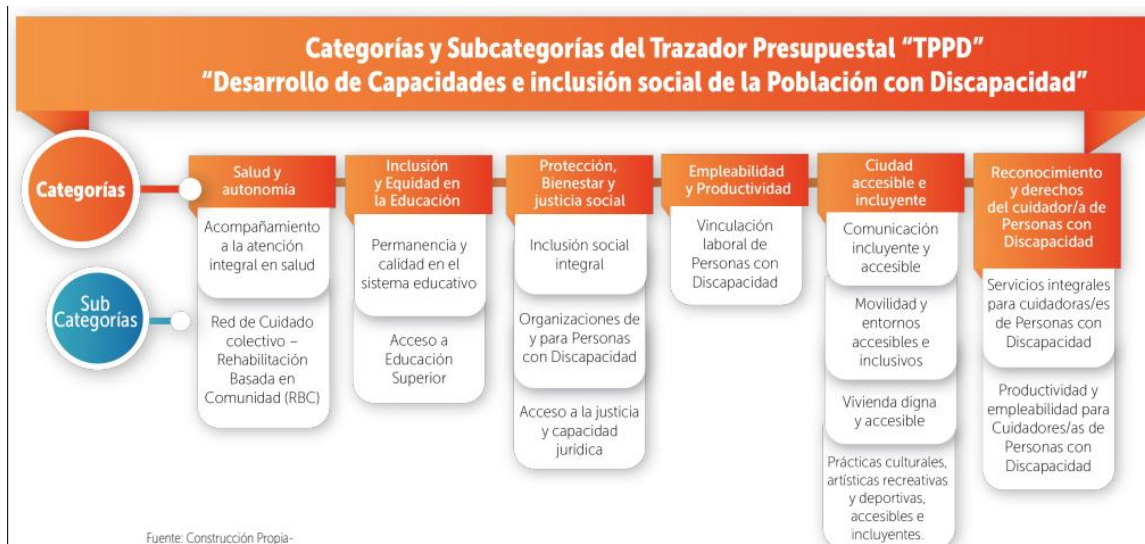 Categorías y Subcategorías del Trazador Presupuestal “TPPD”
“Desarrollo de Capacidades e inclusión social de la Población con Discapacidad”
Categorías
Salud y
autonomía
Inclusión
y Equidad en
la Educación
Protección,
Bienestar y
justicia social
Empleabilidad
y Productividad
Ciudad
accesible e
incluyente
Reconocimiento
y derechos
del cuidador/a de
Personas con
Discapacidad
Sub
Categorías
Acompañamiento
a la atención
integral en salud
Red de Cuidado
colectivo –
Rehabilitación
Basada en
Comunidad (RBC)
Permanencia y
calidad en el
sistema educativo
Acceso a
Educación
Superior
Inclusión social
integral
Organizaciones de
y para Personas
con Discapacidad
Acceso a la justicia
y capacidad
jurídica
Vinculación
laboral de
Personas con
Discapacidad
Comunicación
incluyente y
accesible
Movilidad y
entornos
accesibles e
inclusivos
Vivienda digna
y accesible
Prácticas culturales,
artísticas recreativas
y deportivas,
accesibles e
incluyentes.
Servicios integrales
para cuidadoras/es
de Personas con
Discapacidad
Productividad y
empleabilidad para
Cuidadores/as de
Personas con
Discapacidad
Fuente: Construcción Propia-